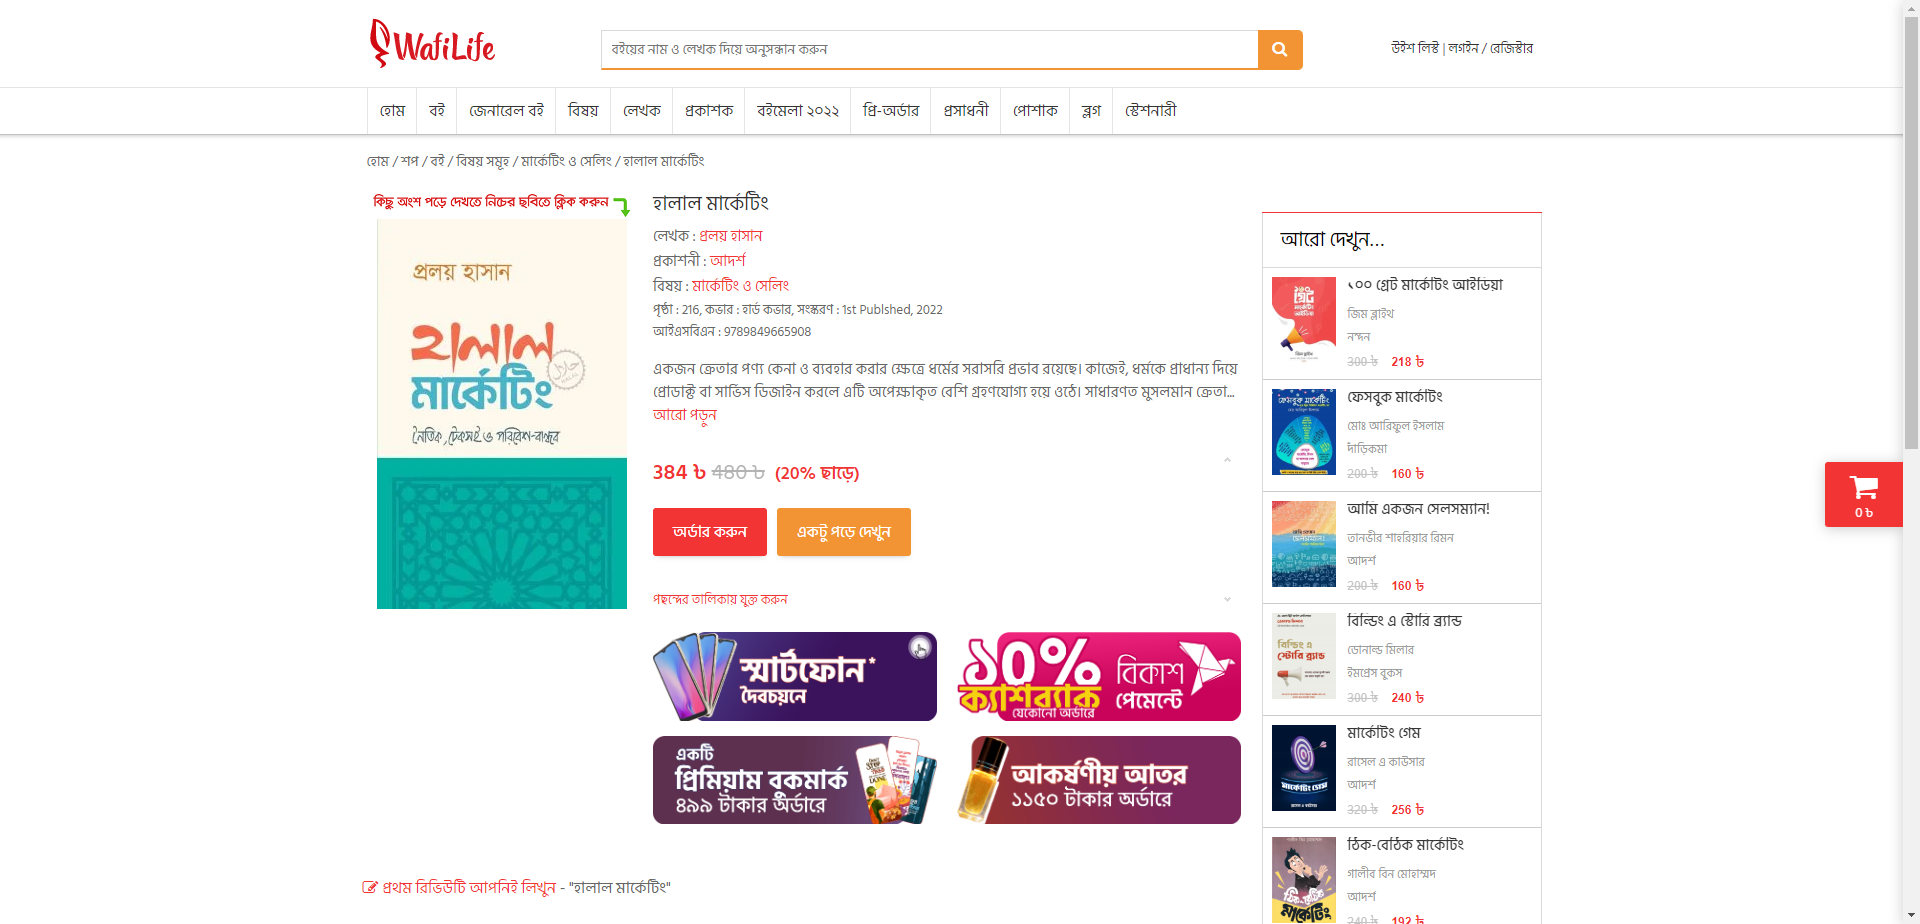 WafiLife
বইয়ের নাম ও লেখক দিয়ে অনুসন্ধান করুন
উইশ লিস্ট | লগইন / রেজিস্টার
হোম
বই
জেনারেল বই
বিষয়
লেখক
প্রকাশক
বইমেলা ২০২২
প্রি-অর্ডার
প্রসাধনী
পোশাক
ব্লগ
স্টেশনারী
হোম / শপ / বই / বিষয় সমূহ / মার্কেটিং ও সেলিং / হালাল মার্কেটিং
কিছু অংশ পড়ে দেখতে নিচের ছবিতে ক্লিক করুন
প্রলয় হাসান
হালাল
মার্কেটিং
নৈতিক, টেকসই ও পরিবেশ-বান্ধব
হালাল মার্কেটিং
লেখক : প্রলয় হাসান
প্রকাশনী : আদর্শ
বিষয় : মার্কেটিং ও সেলিং
পৃষ্ঠা : 216, কভার : হার্ড কভার, সংস্করণ : 1st Publshed, 2022
আইএসবিএন : 9789849665908
একজন ক্রেতার পণ্য কেনা ও ব্যবহার করার ক্ষেত্রে ধর্মের সরাসরি প্রভাব রয়েছে। কাজেই, ধর্মকে প্রাধান্য দিয়ে
প্রোডাক্ট বা সার্ভিস ডিজাইন করলে এটি অপেক্ষাকৃত বেশি গ্রহণযোগ্য হয়ে ওঠে। সাধারণত মুসলমান ক্রেতা...
আরো পড়ুন
384 ৳ 480 ৳ (20% ছাড়ে)
অর্ডার করুন
একটু পড়ে দেখুন
পছন্দের তালিকায় যুক্ত করুন
স্মার্টফোন*
দৈবচয়নে
১০%
ক্যাশব্যাক
যেকোনো অর্ডারে
বিকাশ
পেমেন্টে
একটি
প্রিমিয়াম বুকমার্ক
৪৯৯ টাকার অর্ডারে
আকর্ষণীয় আতর
১১৫০ টাকার অর্ডারে
প্রথম রিভিউটি আপনিই লিখুন - "হালাল মার্কেটিং"
আরো দেখুন...
১০০ গ্রেট মার্কেটিং আইডিয়া
জিম ব্লাইথ
নন্দন
300 ৳ 218 ৳
ফেসবুক মার্কেটিং
মোঃ আরিফুল ইসলাম
দাঁড়িকমা
200 ৳ 160 ৳
আমি একজন সেলসম্যান!
তানভীর শাহরিয়ার রিমন
আদর্শ
200 ৳ 160 ৳
বিল্ডিং এ স্টোরি ব্র্যান্ড
ডোনাল্ড মিলার
ইমপ্রেস বুকস
300 ৳ 240 ৳
মার্কেটিং গেম
রাসেল এ কাউসার
আদর্শ
320 ৳ 256 ৳
ঠিক-বেঠিক মার্কেটিং
গালীব বিন মোহাম্মদ
আদর্শ
240 ৳ 192 ৳
0 ৳